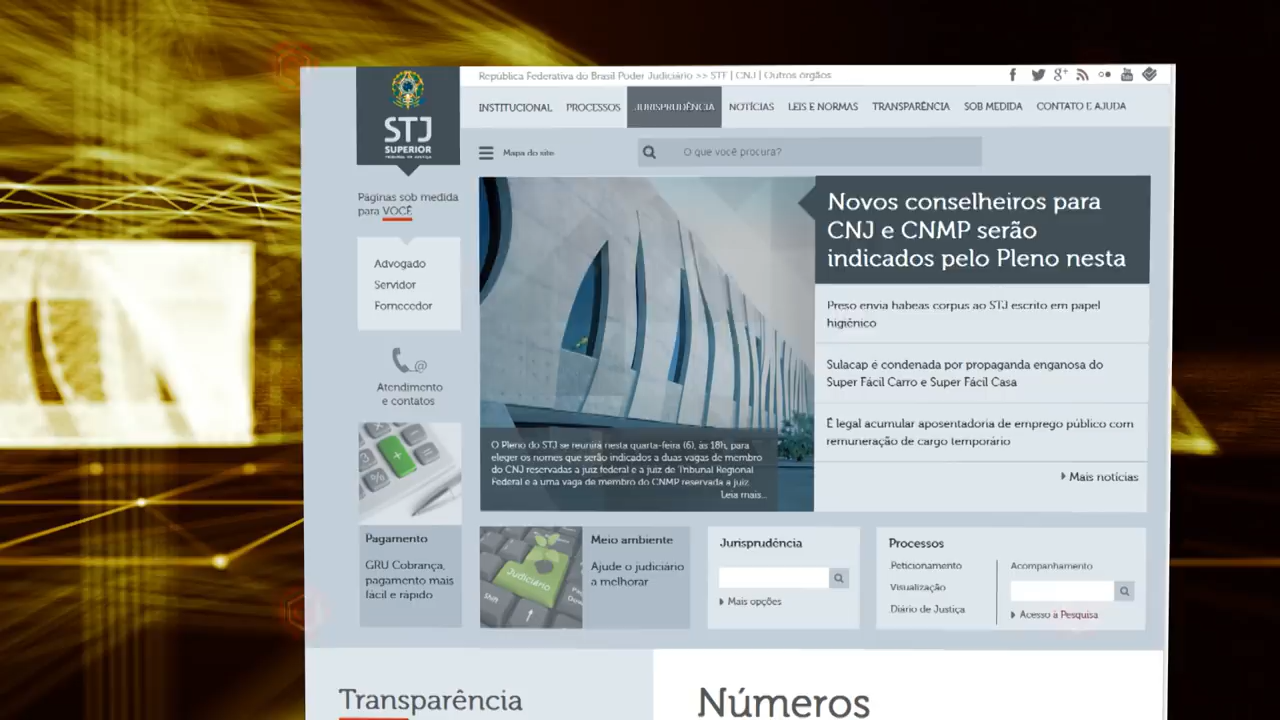 República Federativa do Brasil Poder Judiciário >> STF | CNJ | Outros órgãos
STJ
SUPERIOR
TRIBUNAL DE JUSTIÇA
INSTITUCIONAL PROCESSOS JURISPRUDÊNCIA NOTÍCIAS LEIS E NORMAS TRANSPARÊNCIA SOB MEDIDA CONTATO E AJUDA
Mapa do site
O que você procura?
Páginas sob medida
para VOCÊ
Advogado
Servidor
Fornecedor
Atendimento
e contatos
Novos conselheiros para
CNJ e CNMP serão
indicados pelo Pleno nesta
Preso envia habeas corpus ao STJ escrito em papel
higiênico
Sulacap é condenada por propaganda enganosa do
Super Fácil Carro e Super Fácil Casa
É legal acumular aposentadoria de emprego público com
remuneração de cargo temporário
Mais notícias
O Pleno do STJ se reunirá nesta quarta-feira (6), às 18h, para
eleger os nomes que serão indicados a duas vagas de membro
do CNJ reservadas a juiz federal e a juiz de Tribunal Regional
Federal e a uma vaga de membro do CNMP reservada a juiz.
Leia mais...
Pagamento
GRU Cobrança,
pagamento mais
fácil e rápido
Judiciário
Shift
Meio ambiente
Ajude o judiciário
a melhorar
Jurisprudência
Mais opções
Processos
Peticionamento
Visualização
Diário de Justiça
Acompanhamento
Acesso à Pesquisa
Transparência
Números